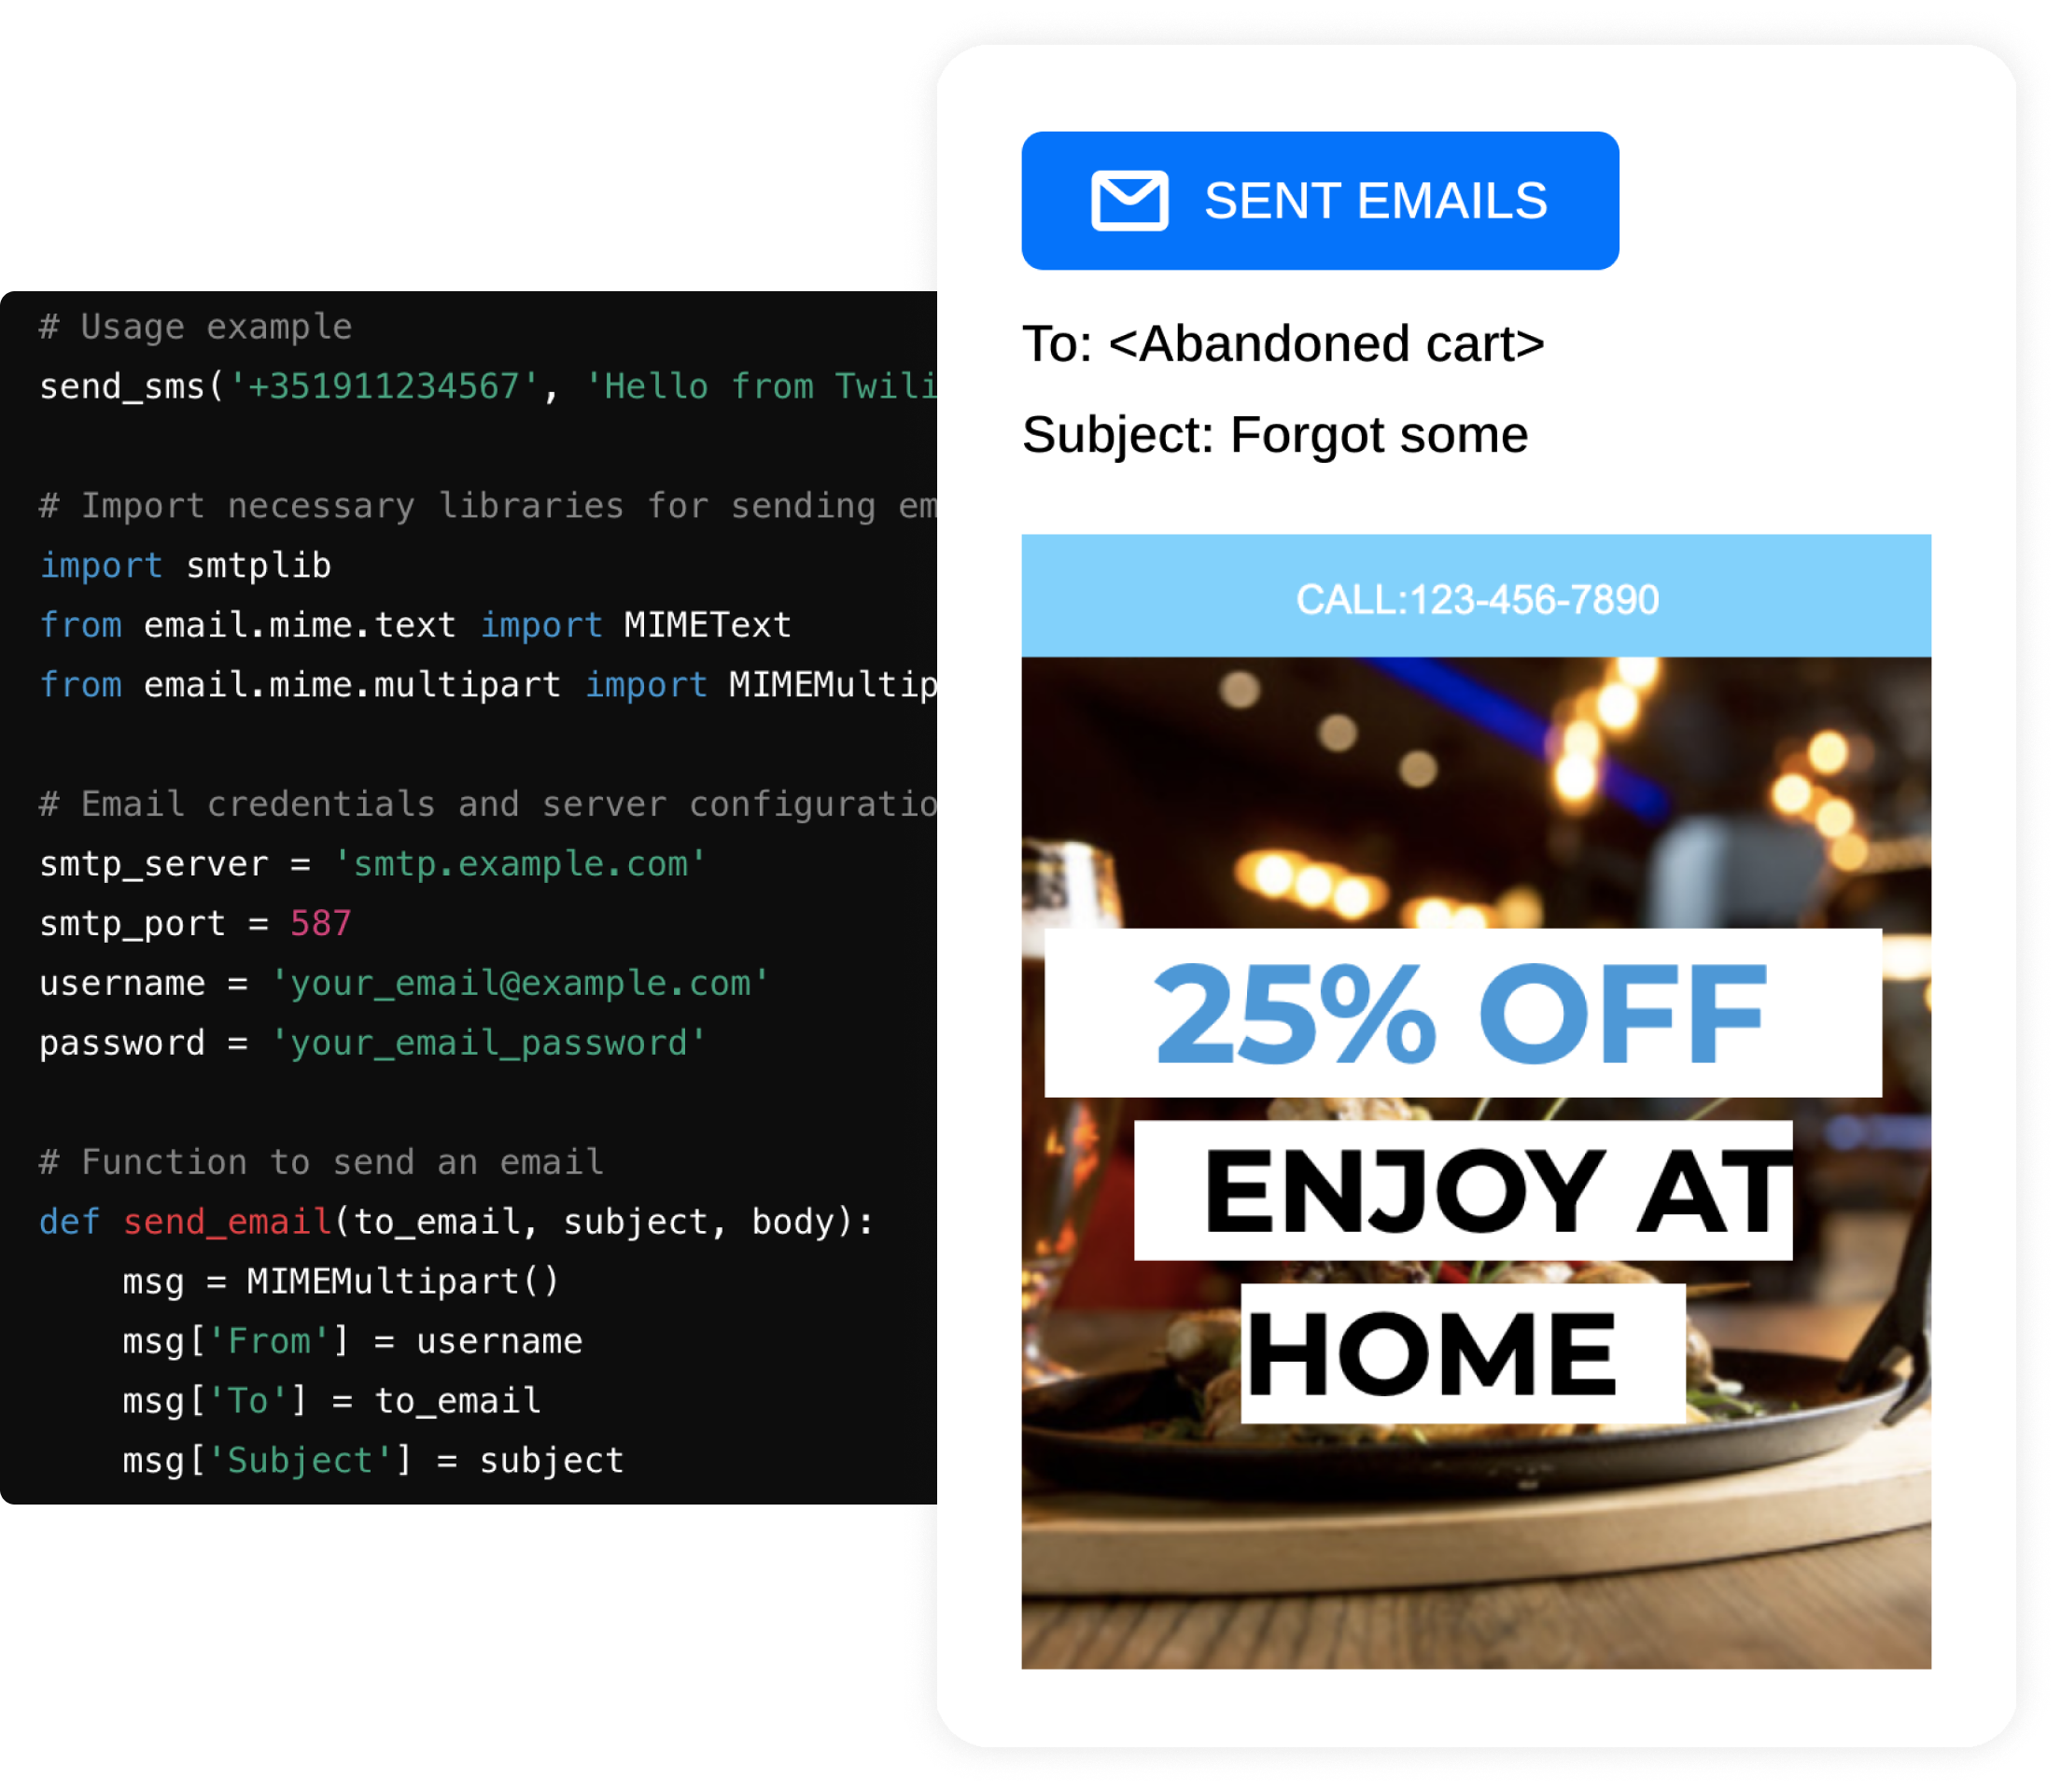 # Usage example
send_sms('+351911234567', 'Hello from Twili
# Import necessary libraries for sending em
import smtplib
from email.mime.text import MIMEText
from email.mime.multipart import MIMEMultip
# Email credentials and server configuratio
smtp_server = 'smtp.example.com'
smtp_port = 587
username = 'your_email@example.com'
password = 'your_email_password'
# Function to send an email
def send_email(to_email, subject, body):
    msg = MIMEMultipart()
    msg['From'] = username
    msg['To'] = to_email
    msg['Subject'] = subject
SENT EMAILS
To: <Abandoned cart>
Subject: Forgot some
CALL:123-456-7890
25% OFF
ENJOY AT
HOME